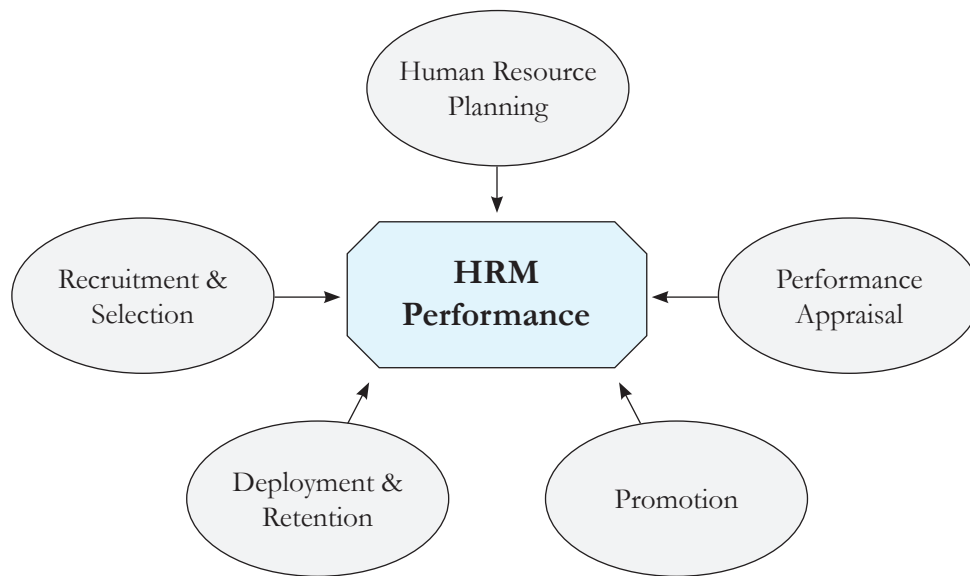 Human Resource
Planning
Recruitment &
Selection
HRM
Performance
Performance
Appraisal
Deployment &
Retention
Promotion